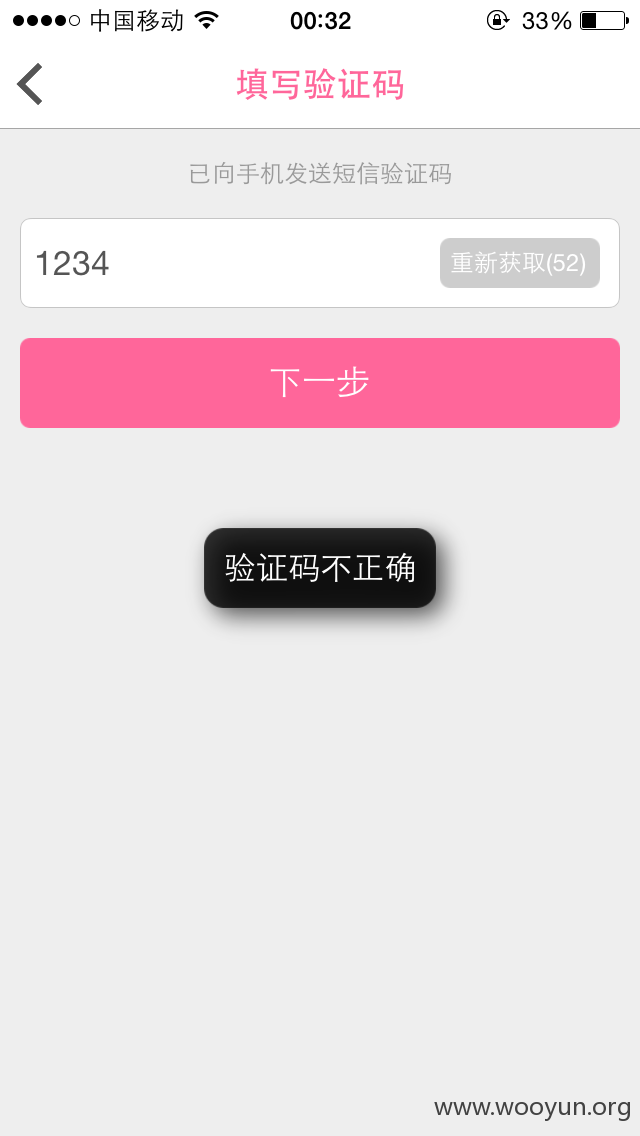 中国移动 00:32 33%
填写验证码
已向手机发送短信验证码
1234 重新获取(52)
下一步
验证码不正确
www.wooyun.org